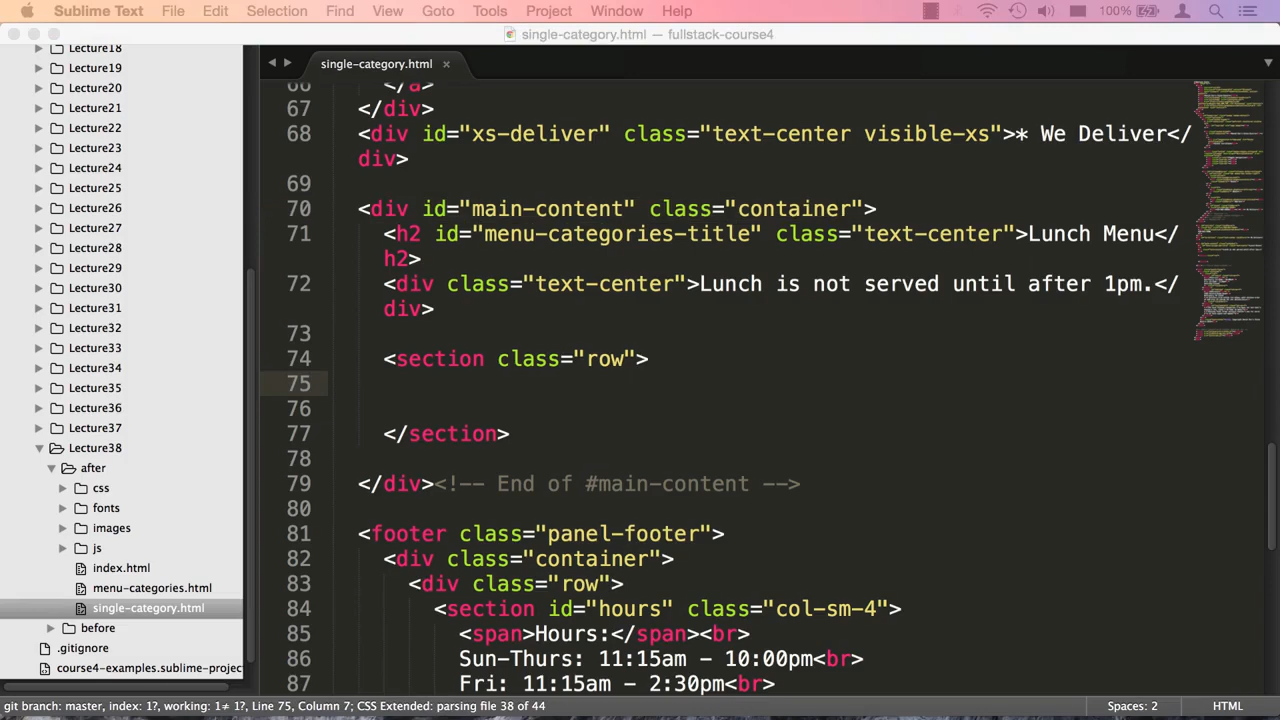 Sublime Text File Edit Selection Find View Goto Tools Project Window Help 100%
single-category.html — fullstack-course4
Lecture18
Lecture19
Lecture20
Lecture21
Lecture22
Lecture23
Lecture24
Lecture25
Lecture26
Lecture27
Lecture28
Lecture29
Lecture30
Lecture31
Lecture32
Lecture33
Lecture34
Lecture35
Lecture36
Lecture37
Lecture38
after
css
fonts
images
js
index.html
menu-categories.html
single-category.html
before
.gitignore
course4-examples.sublime-projec
single-category.html ×
66 </a>
67 </div>
68 <div id="xs-deliver" class="text-center visible-xs">* We Deliver</
div>
69
70 <div id="main-content" class="container">
71 <h2 id="menu-categories-title" class="text-center">Lunch Menu</
h2>
72 <div class="text-center">Lunch is not served until after 1pm.</
div>
73
74 <section class="row">
75
76
77 </section>
78
79 </div><!-- End of #main-content -->
80
81 <footer class="panel-footer">
82 <div class="container">
83 <div class="row">
84 <section id="hours" class="col-sm-4">
85 <span>Hours:</span><br>
86 Sun-Thurs: 11:15am - 10:00pm<br>
87 Fri: 11:15am - 2:30pm<br>
git branch: master, index: 1?, working: 1≠ 1?, Line 75, Column 7; CSS Extended: parsing file 38 of 44 Spaces: 2 HTML